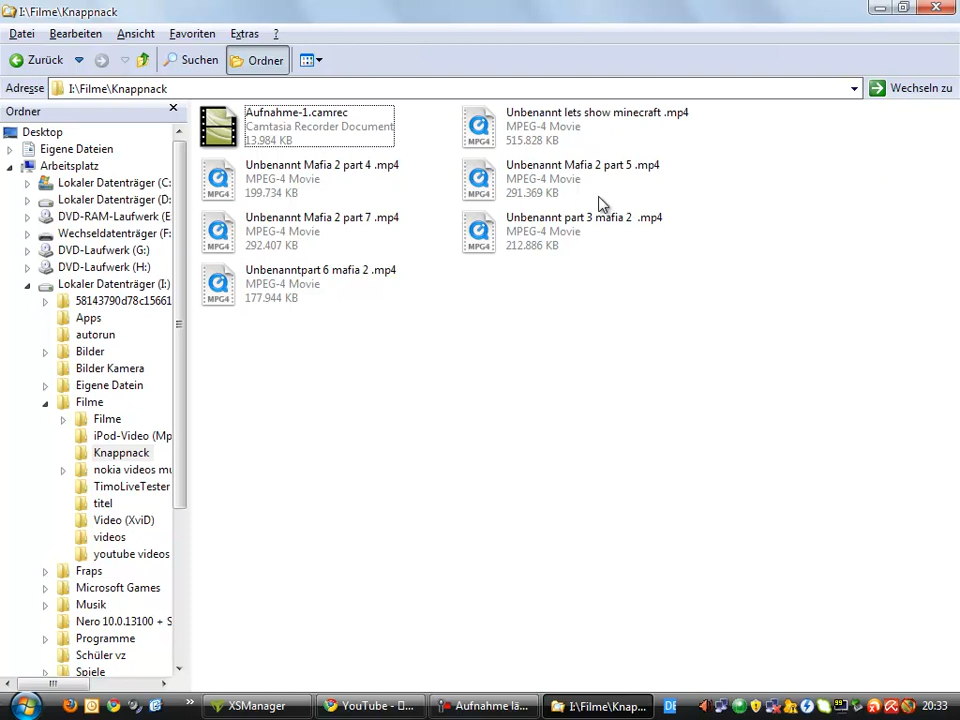 I:\Filme\Knappnack
Datei Bearbeiten Ansicht Favoriten Extras ?
Zurück Suchen Ordner
Adresse I:\Filme\Knappnack Wechseln zu
Ordner
Desktop
Eigene Dateien
Arbeitsplatz
Lokaler Datenträger (C:
Lokaler Datenträger (D:
DVD-RAM-Laufwerk (E
Wechseldatenträger (F:
DVD-Laufwerk (G:)
DVD-Laufwerk (H:)
Lokaler Datenträger (I:)
58143790d78c15661
Apps
autorun
Bilder
Bilder Kamera
Eigene Datein
Filme
Filme
iPod-Video (Mp
Knappnack
nokia videos mu
TimoLiveTester
titel
Video (XviD)
videos
youtube videos
Fraps
Microsoft Games
Musik
Nero 10.0.13100 + S
Programme
Schüler vz
Spiele
Aufnahme-1.camrec
Camtasia Recorder Document
13.984 KB
Unbenannt lets show minecraft .mp4
MPEG-4 Movie
515.828 KB
MPEG4
Unbenannt Mafia 2 part 4 .mp4
MPEG-4 Movie
199.734 KB
MPEG4
Unbenannt Mafia 2 part 5 .mp4
MPEG-4 Movie
291.369 KB
MPEG4
Unbenannt Mafia 2 part 7 .mp4
MPEG-4 Movie
292.407 KB
MPEG4
Unbenannt part 3 mafia 2 .mp4
MPEG-4 Movie
212.886 KB
MPEG4
Unbenanntpart 6 mafia 2 .mp4
MPEG-4 Movie
177.944 KB
MPEG4
XSManager YouTube - ... Aufnahme lä... I:\Filme\Knap... DE 20:33